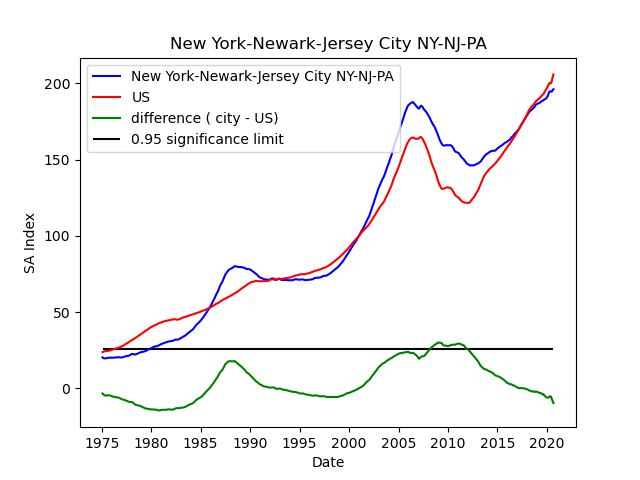 New York-Newark-Jersey City NY-NJ-PA
New York-Newark-Jersey City NY-NJ-PA
US
difference ( city - US)
0.95 significance limit
200
150
100
50
0
SA Index
1975 1980 1985 1990 1995 2000 2005 2010 2015 2020
Date